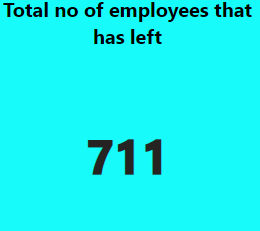 Total no of employees that
has left
711